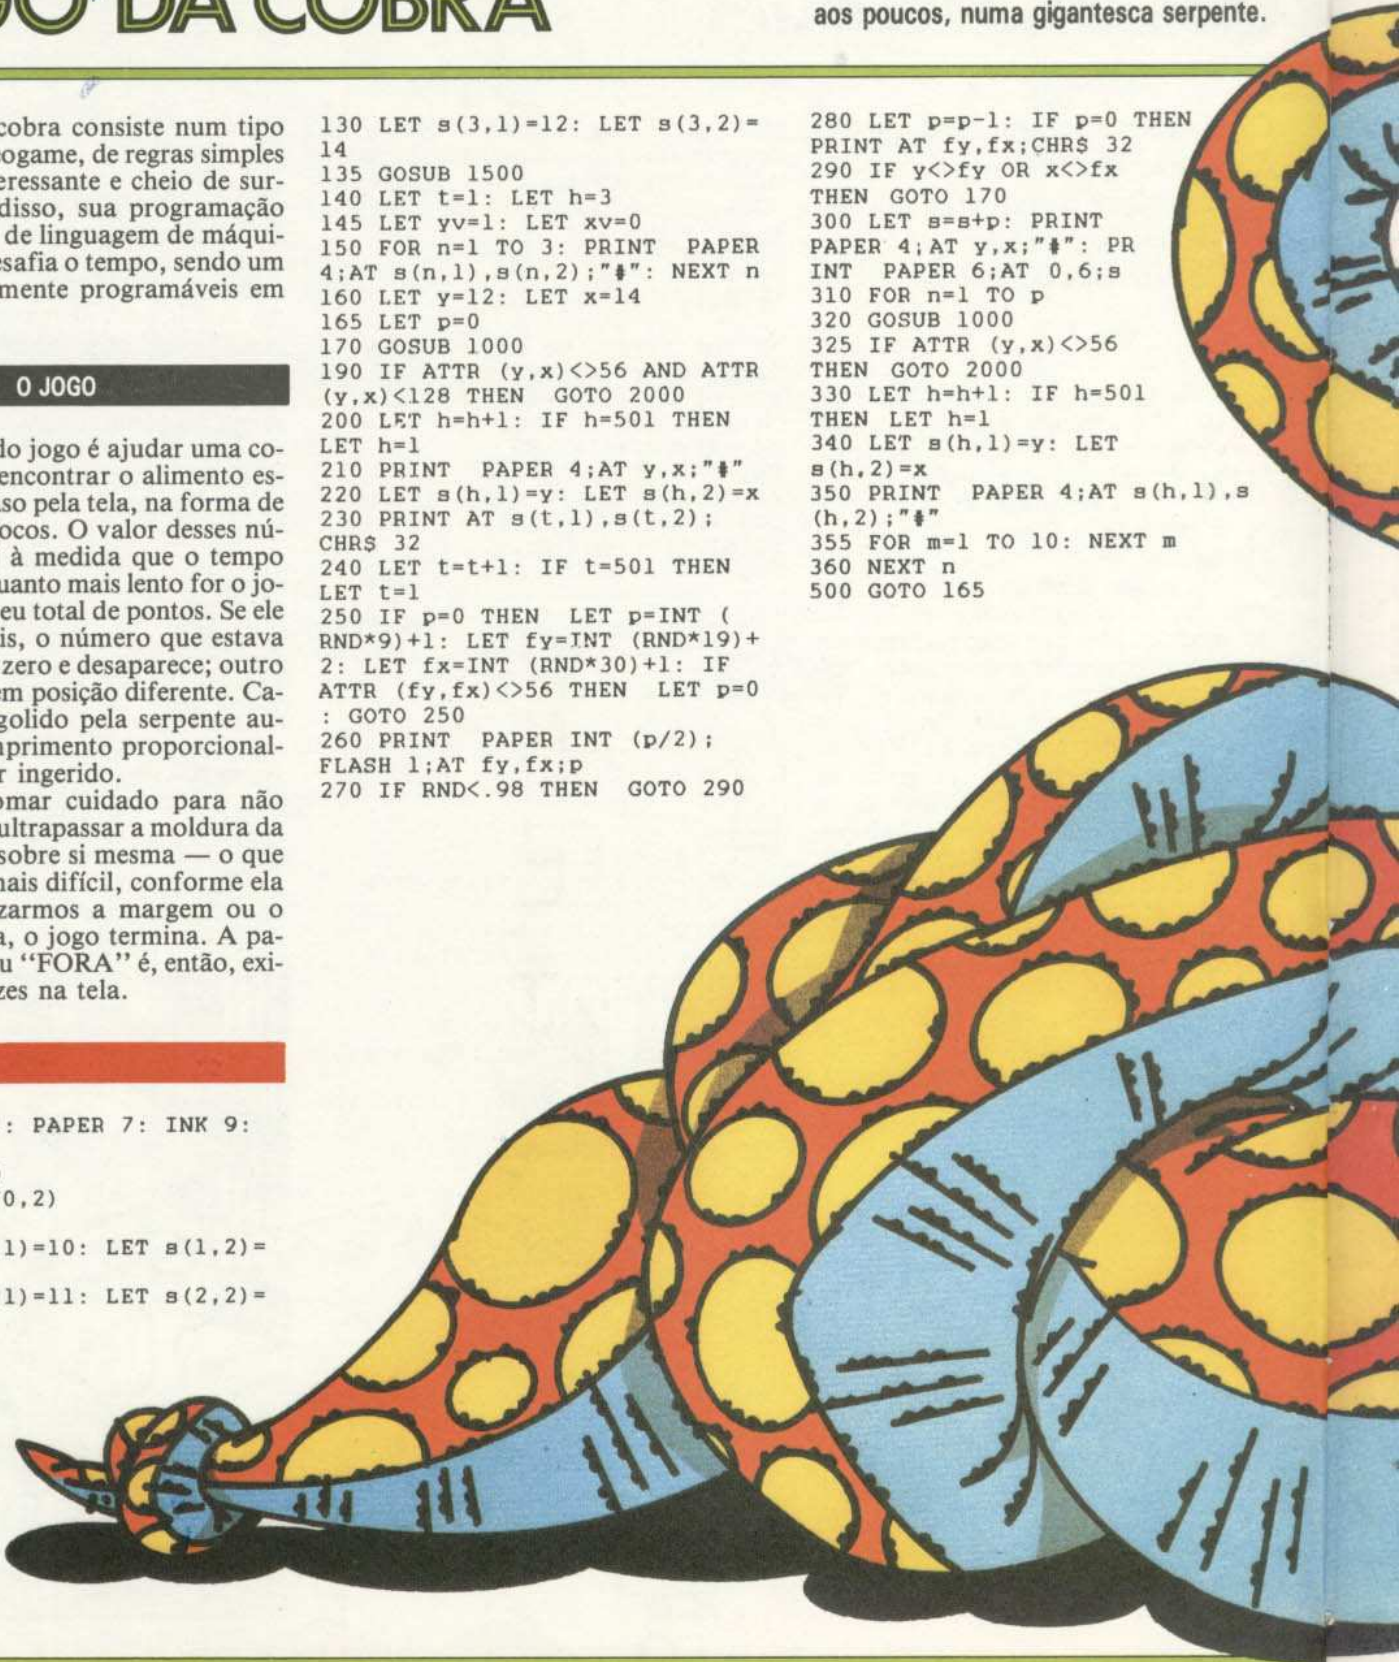 GO DA COBRA
aos poucos, numa gigantesca serpente.
cobra consiste num tipo
eogame, de regras simples
eressante e cheio de sur-
disso, sua programação
de linguagem de máqui-
esafia o tempo, sendo um
mente programáveis em
O JOGO
do jogo é ajudar uma co-
encontrar o alimento es-
so pela tela, na forma de
ocos. O valor desses nú-
à medida que o tempo
uanto mais lento for o jo-
eu total de pontos. Se ele
is, o número que estava
zero e desaparece; outro
em posição diferente. Ca-
golido pela serpente au-
mprimento proporcional-
r ingerido.
omar cuidado para não
ultrapassar a moldura da
sobre si mesma — o que
nais difícil, conforme ela
zarmos a margem ou o
a, o jogo termina. A pa-
u “FORA” é, então, exi-
zes na tela.
: PAPER 7: INK 9:
0,2)
1)=10: LET s(1,2)=
1)=11: LET s(2,2)=
130 LET s(3,1)=12: LET s(3,2)=
14
135 GOSUB 1500
140 LET t=1: LET h=3
145 LET yv=1: LET xv=0
150 FOR n=1 TO 3: PRINT  PAPER
4;AT s(n,1),s(n,2);"#": NEXT n
160 LET y=12: LET x=14
165 LET p=0
170 GOSUB 1000
190 IF ATTR (y,x)<>56 AND ATTR
(y,x)<128 THEN  GOTO 2000
200 LET h=h+1: IF h=501 THEN
LET h=1
210 PRINT  PAPER 4;AT y,x;"#"
220 LET s(h,1)=y: LET s(h,2)=x
230 PRINT AT s(t,1),s(t,2);
CHR$ 32
240 LET t=t+1: IF t=501 THEN
LET t=1
250 IF p=0 THEN  LET p=INT (
RND*9)+1: LET fy=INT (RND*19)+
2: LET fx=INT (RND*30)+1: IF
ATTR (fy,fx)<>56 THEN  LET p=0
: GOTO 250
260 PRINT  PAPER INT (p/2);
FLASH 1;AT fy,fx;p
270 IF RND<.98 THEN  GOTO 290
280 LET p=p-1: IF p=0 THEN
PRINT AT fy,fx;CHR$ 32
290 IF y<>fy OR x<>fx
THEN  GOTO 170
300 LET s=s+p: PRINT
PAPER 4;AT y,x;"#": PR
INT  PAPER 6;AT 0,6;s
310 FOR n=1 TO p
320 GOSUB 1000
325 IF ATTR (y,x)<>56
THEN  GOTO 2000
330 LET h=h+1: IF h=501
THEN LET h=1
340 LET s(h,1)=y: LET
s(h,2)=x
350 PRINT  PAPER 4;AT s(h,1),s
(h,2);"#"
355 FOR m=1 TO 10: NEXT m
360 NEXT n
500 GOTO 165